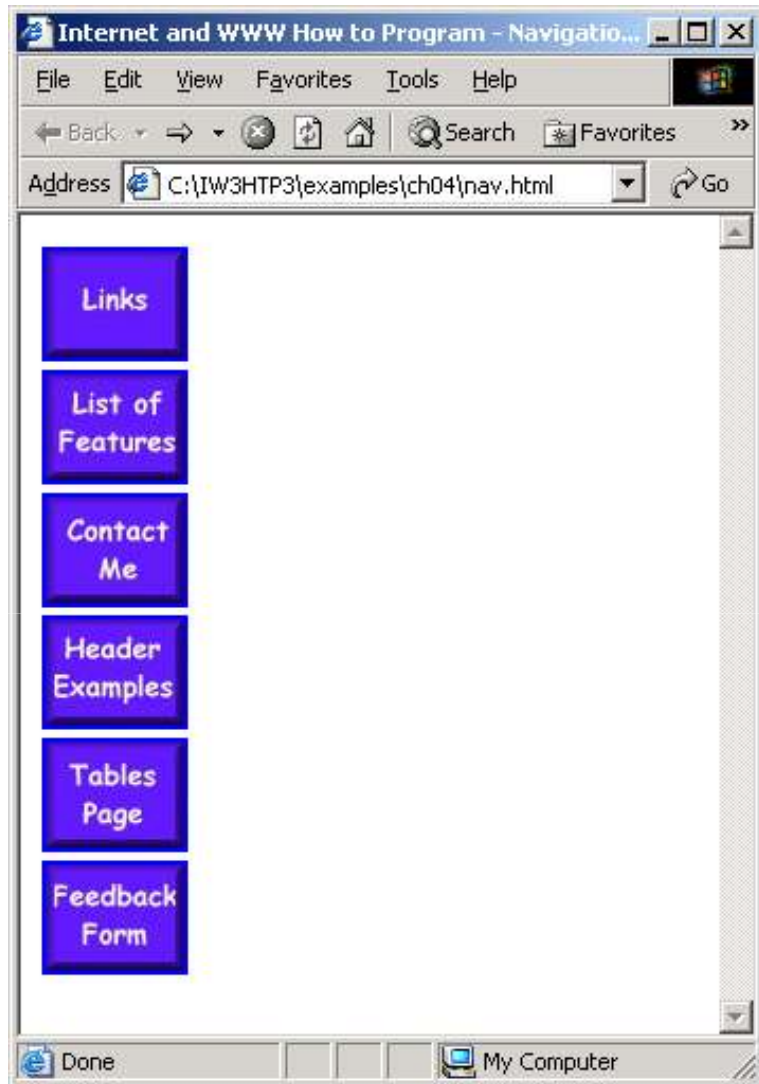 Internet and WWW How to Program - Navigatio...
File Edit View Favorites Tools Help
Back Search Favorites »
Address C:\IW3HTP3\examples\ch04\nav.html Go
Links
List of
Features
Contact
Me
Header
Examples
Tables
Page
Feedback
Form
Done My Computer